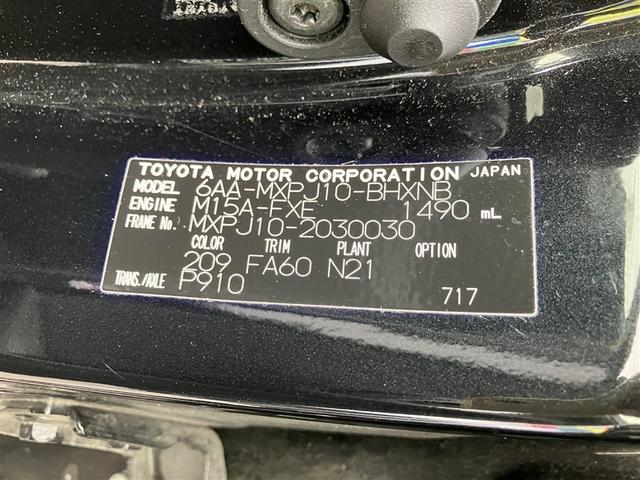 TOYOTA MOTOR CORPORATION JAPAN
MODEL 6AA-MXPJ10-BHXNB
ENGINE M15A-FXE 1490 mL
FRAME No. MXPJ10-2030030
COLOR TRIM PLANT OPTION
209 FA60 N21
TRANS./AXLE P910
717